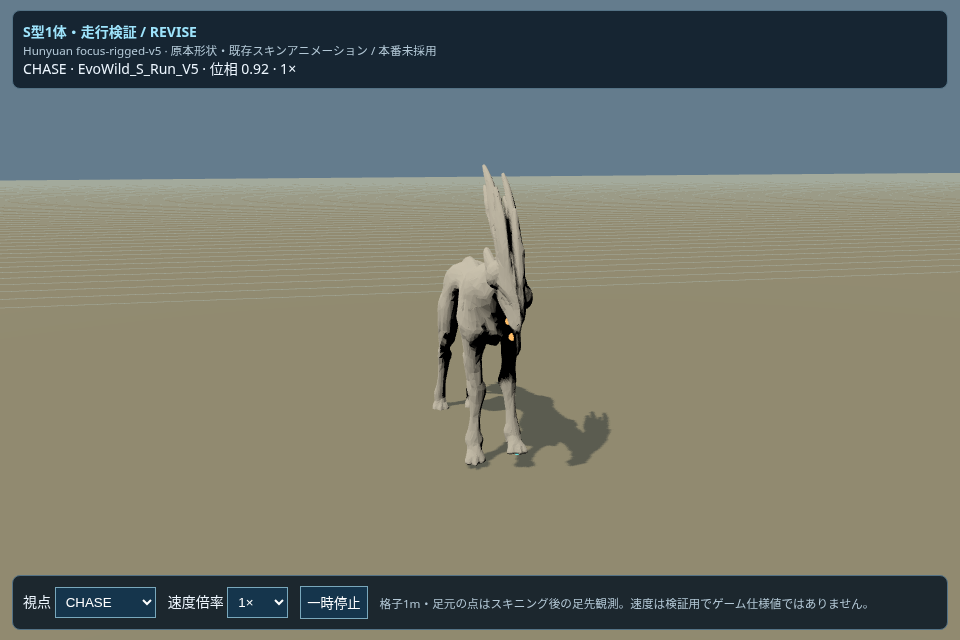 S型1体・走行検証 / REVISE
Hunyuan focus-rigged-v5 · 原本形状・既存スキンアニメーション / 本番未採用
CHASE · EvoWild_S_Run_V5 · 位相 0.92 · 1×
視点 CHASE 速度倍率 1× 一時停止 格子1m・足元の点はスキニング後の足先観測。速度は検証用でゲーム仕様値ではありません。